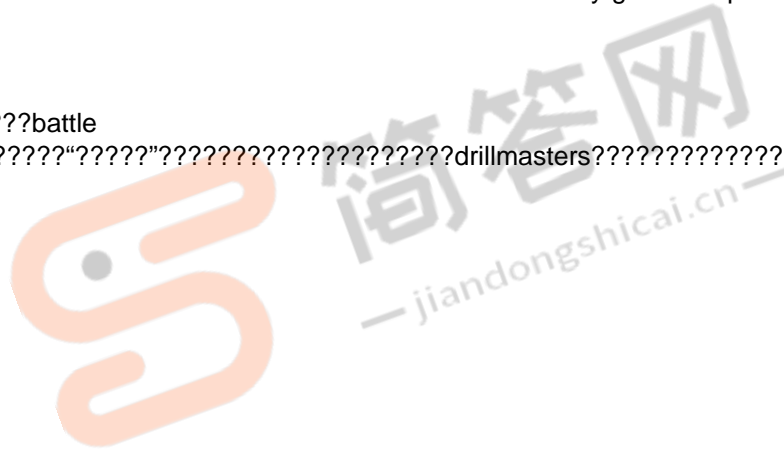 ??battle
?????“?????”????????????????????drillmasters?????????????
简答网
— jiandongshicai.cn —